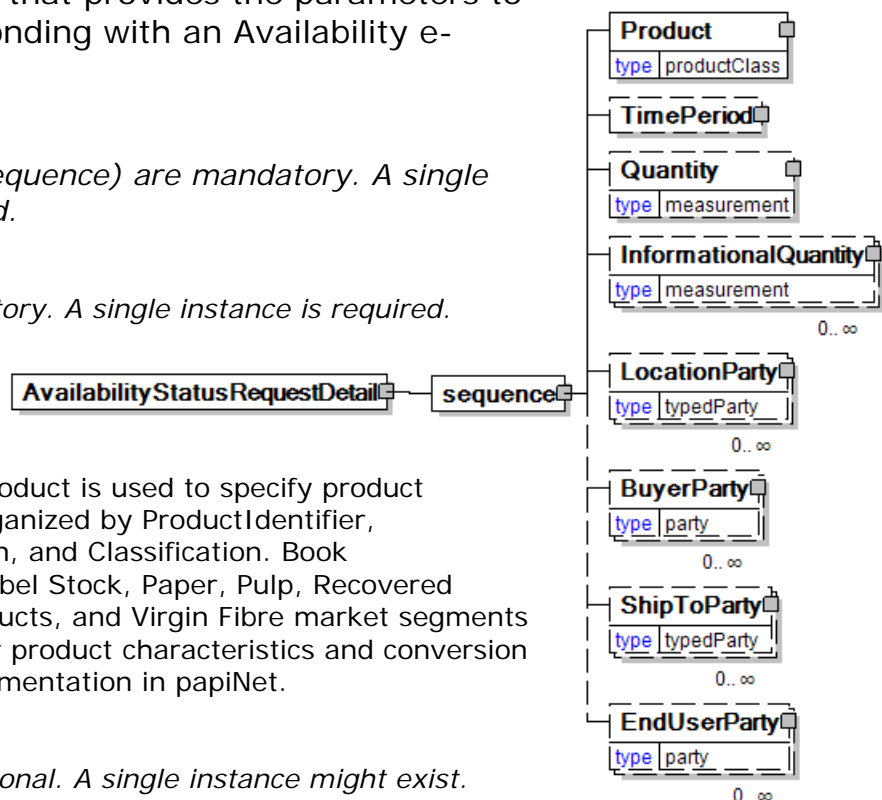 that provides the parameters to
onding with an Availability e-
equence) are mandatory. A single
d.
tory. A single instance is required.
AvailabilityStatusRequestDetail
sequence
oduct is used to specify product
ganized by ProductIdentifier,
n, and Classification. Book
bel Stock, Paper, Pulp, Recovered
ucts, and Virgin Fibre market segments
r product characteristics and conversion
mentation in papiNet.
onal. A single instance might exist.
Product
type productClass
TimePeriod
Quantity
type measurement
InformationalQuantity
type measurement
0.. ∞
LocationParty
type typedParty
0.. ∞
BuyerParty
type party
0.. ∞
ShipToParty
type typedParty
0.. ∞
EndUserParty
type party
0.. ∞